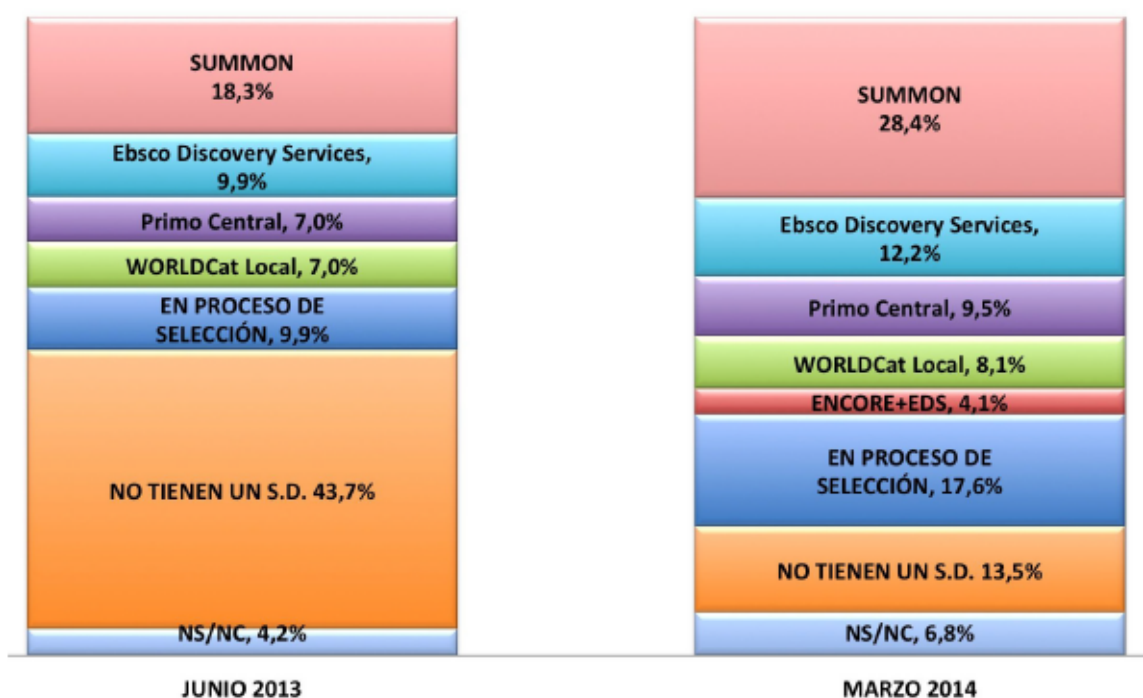 SUMMON
18,3%
Ebsco Discovery Services,
9,9%
Primo Central, 7,0%
WORLDCat Local, 7,0%
EN PROCESO DE
SELECCIÓN, 9,9%
NO TIENEN UN S.D. 43,7%
NS/NC, 4,2%
JUNIO 2013
SUMMON
28,4%
Ebsco Discovery Services,
12,2%
Primo Central, 9,5%
WORLDCat Local, 8,1%
ENCORE+EDS, 4,1%
EN PROCESO DE
SELECCIÓN, 17,6%
NO TIENEN UN S.D. 13,5%
NS/NC, 6,8%
MARZO 2014